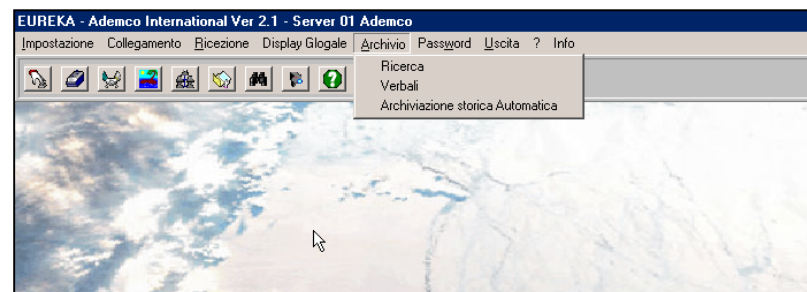 EUREKA - Ademco International Ver 2.1 - Server 01 Ademco
Impostazione Collegamento Ricezione Display Glogale Archivio Password Uscita ? Info
Ricerca
Verbali
Archiviazione storica Automatica